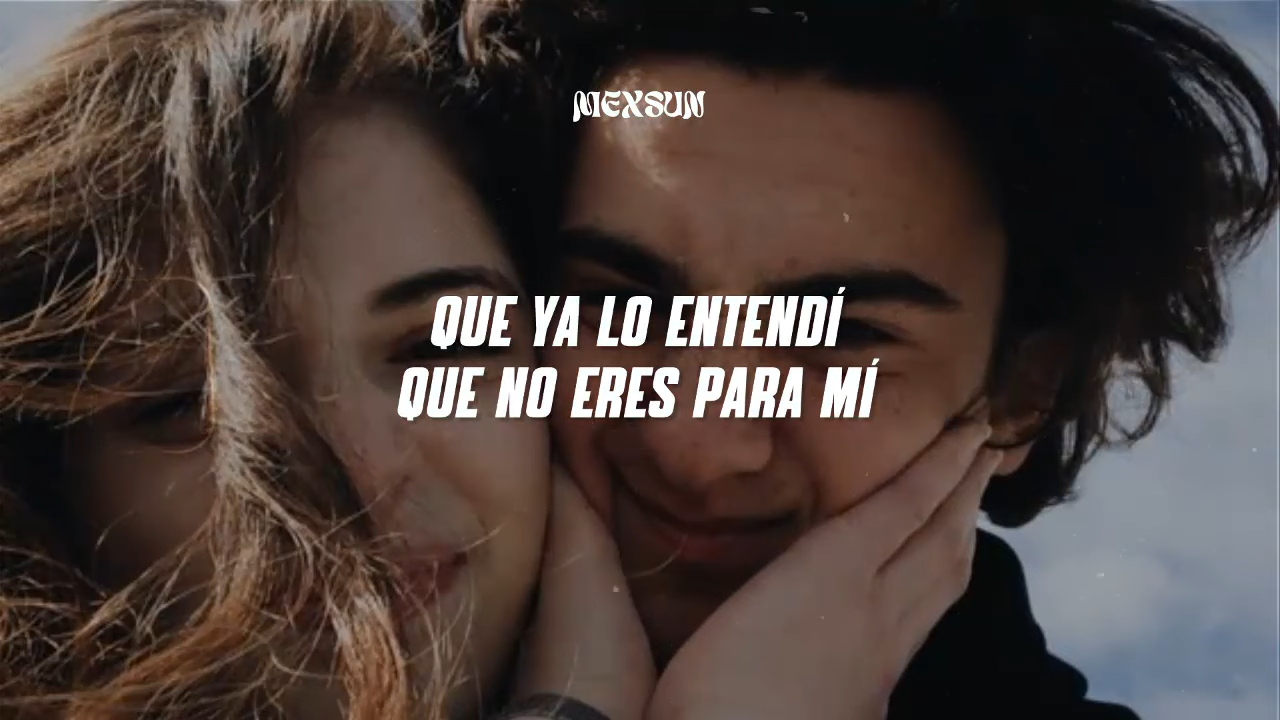 MEXSUN
QUE YA LO ENTENDÍ
QUE NO ERES PARA MÍ